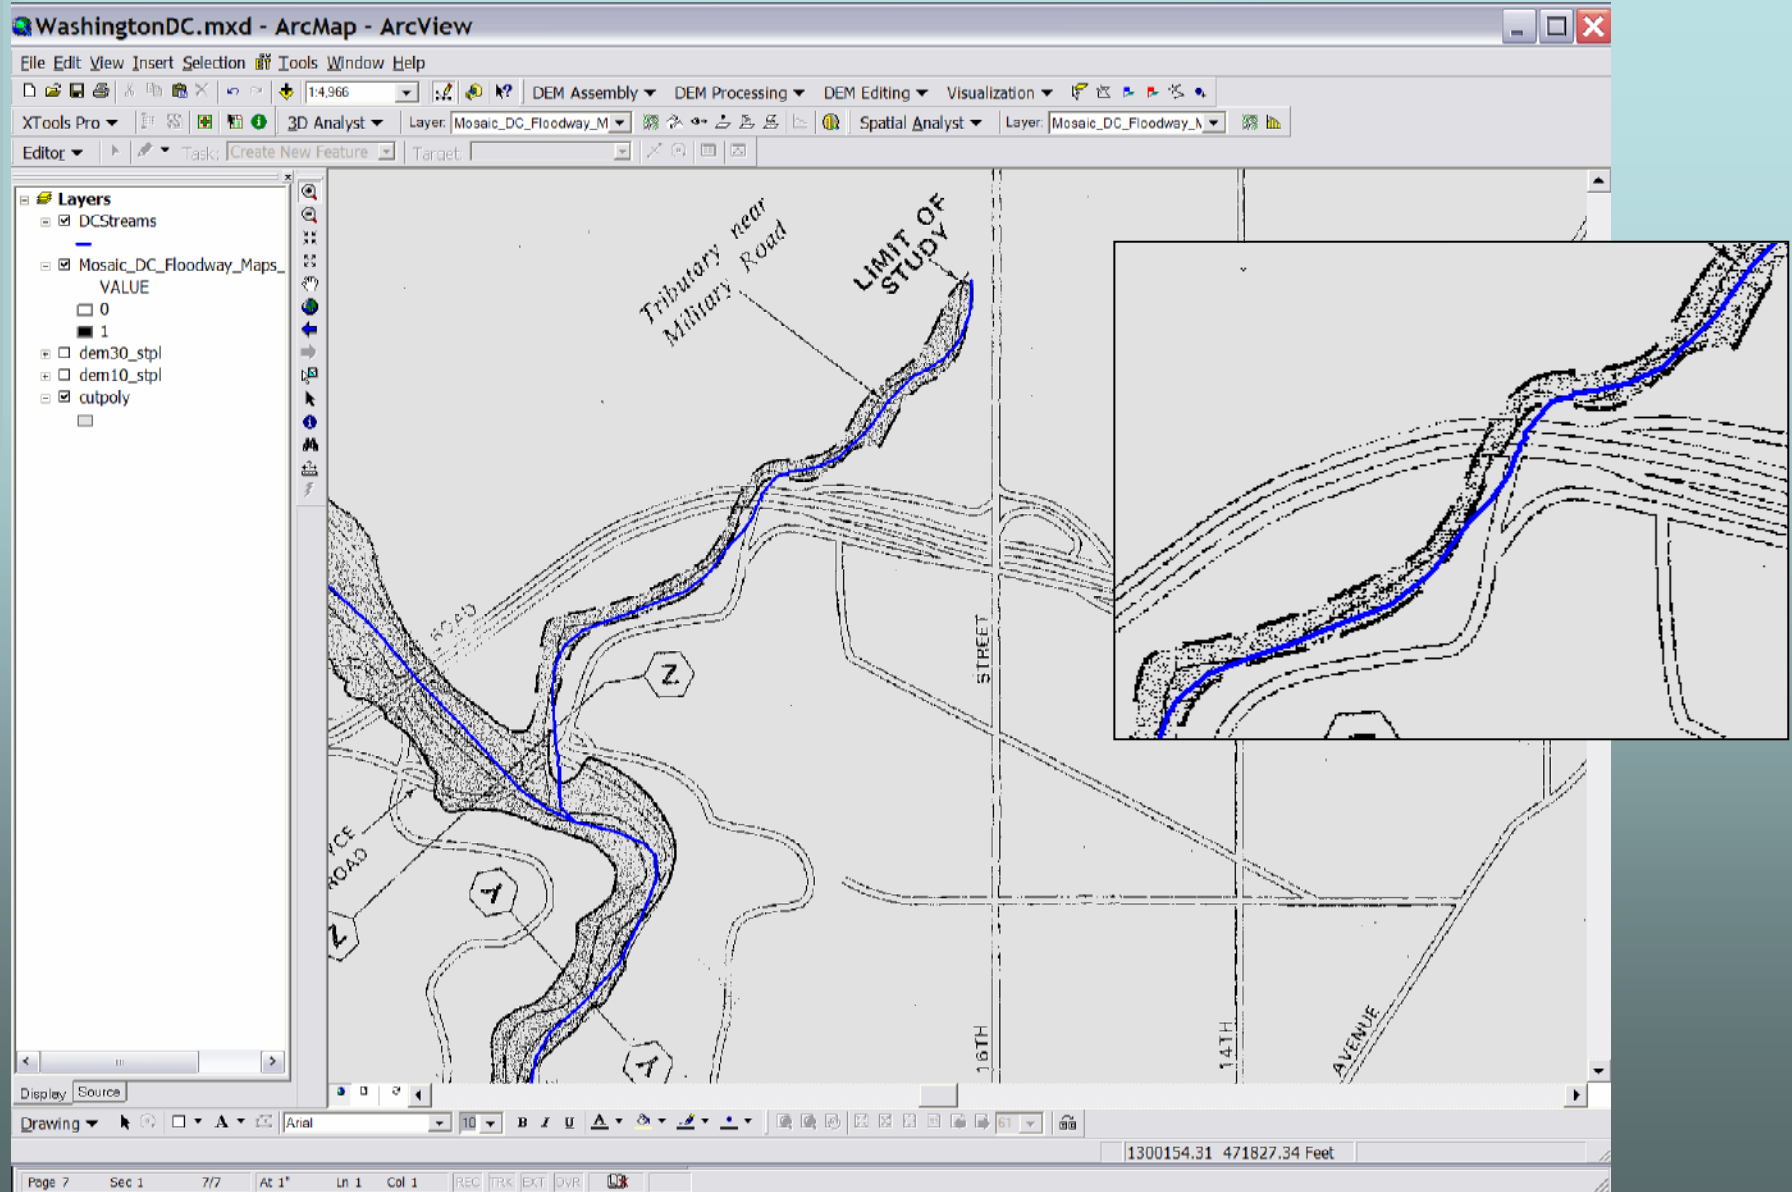 WashingtonDC.mxd - ArcMap - ArcView
File Edit View Insert Selection Tools Window Help
1:4,966 DEM Assembly DEM Processing DEM Editing Visualization
XTools Pro 3D Analyst Layer: Mosaic_DC_Floodway_M Spatial Analyst Layer: Mosaic_DC_Floodway_M
Editor Task: Create New Feature Target:
Layers
DCStreams
Mosaic_DC_Floodway_Maps_
VALUE
0
1
dem30_stpl
dem10_stpl
cutpoly
Tributary near
Military Road
LIMIT OF
STUDY
ROAD
Z
STREET
YCE
ROAD
Y
Z
Y
16TH
14TH
AVENUE
Display Source
Drawing A Arial 10 B I U A 61
1300154.31 471827.34 Feet
Page 7 Sec 1 7/7 At 1" Ln 1 Col 1 REC TRK EXT OVR